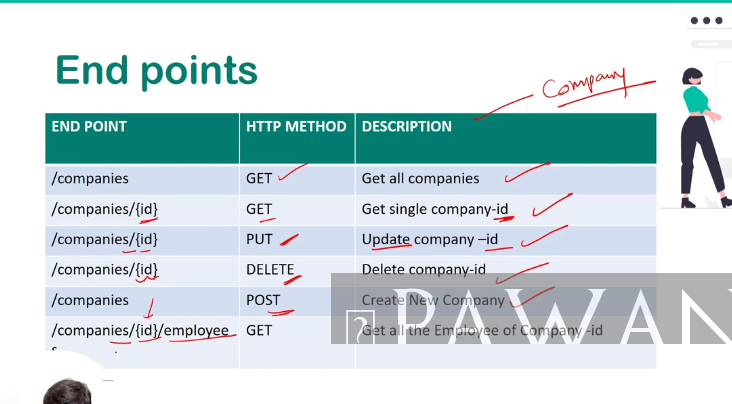 End points
Company
END POINT HTTP METHOD DESCRIPTION
/companies GET Get all companies
/companies/{id} GET Get single company-id
/companies/{id} PUT Update company –id
/companies/{id} DELETE Delete company-id
/companies POST Create New Company
/companies/{id}/employee GET Get all the Employee of Company -id
s
PAWAN